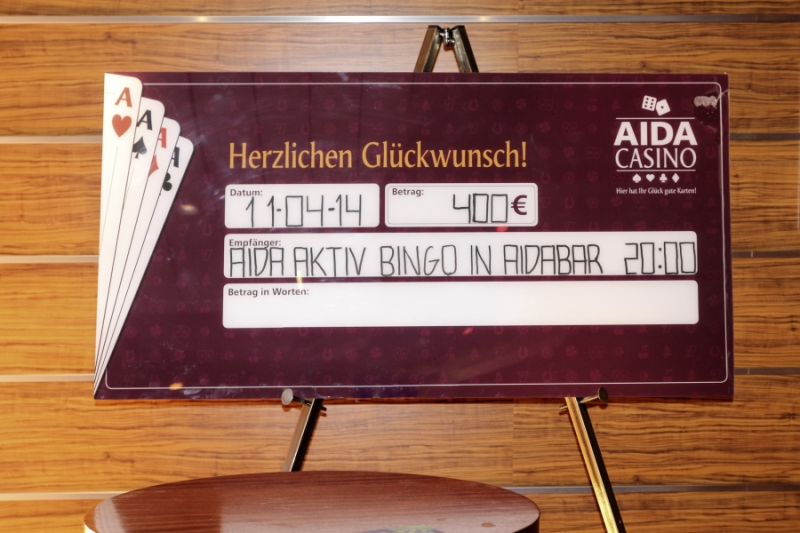 A
A
A
A
Herzlichen Glückwunsch!
AIDA
CASINO
Hier hat Ihr Glück gute Karten!
Datum: 11-04-14
Betrag: 400 €
Empfänger: AIDA AKTIV BINGO IN AIDABAR 20:00
Betrag in Worten: